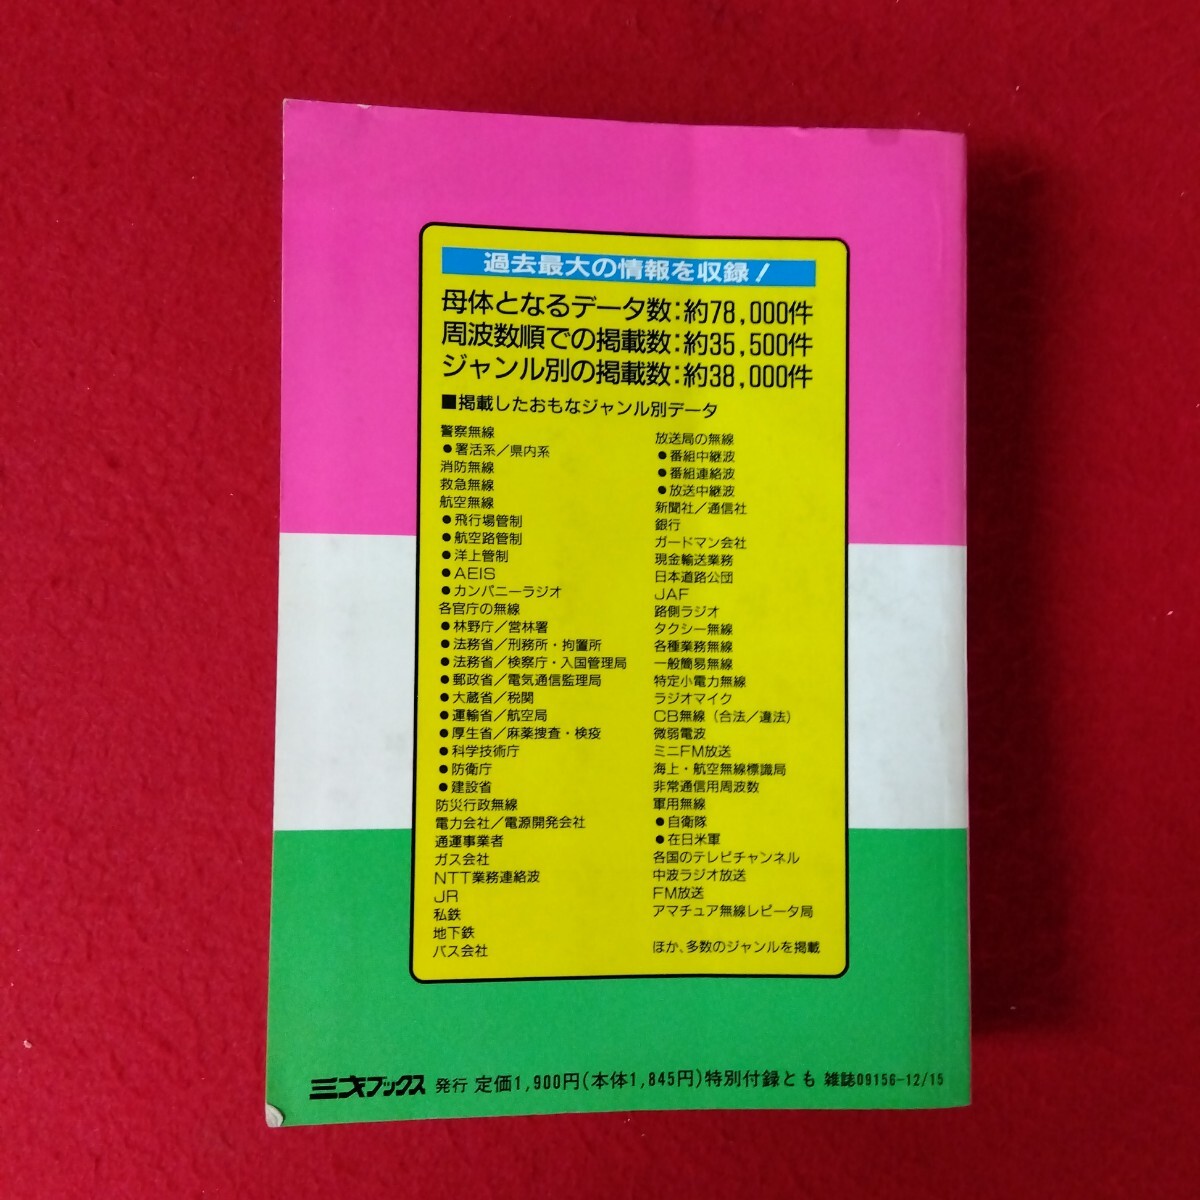 過去最大の情報を収録！
母体となるデータ数：約78,000件
周波数順での掲載数：約35,500件
ジャンル別の掲載数：約38,000件
■掲載したおもなジャンル別データ
警察無線
●署活系／県内系
消防無線
救急無線
航空無線
●飛行場管制
●航空路管制
●洋上管制
●AEIS
●カンパニーラジオ
各官庁の無線
●林野庁／営林署
●法務省／刑務所・拘置所
●法務省／検察庁・入国管理局
●郵政省／電気通信監理局
●大蔵省／税関
●運輸省／航空局
●厚生省／麻薬捜査・検疫
●科学技術庁
●防衛庁
●建設省
防災行政無線
電力会社／電源開発会社
通運事業者
ガス会社
NTT業務連絡波
JR
私鉄
地下鉄
バス会社
放送局の無線
●番組中継波
●番組連絡波
●放送中継波
新聞社／通信社
銀行
ガードマン会社
現金輸送業務
日本道路公団
JAF
路側ラジオ
タクシー無線
各種業務無線
一般簡易無線
特定小電力無線
ラジオマイク
CB無線（合法／違法）
微弱電波
ミニFM放送
海上・航空無線標識局
非常通信用周波数
軍用無線
●自衛隊
●在日米軍
各国のテレビチャンネル
中波ラジオ放送
FM放送
アマチュア無線レピータ局
ほか、多数のジャンルを掲載
三才ブックス 発行 定価1,900円(本体1,845円)特別付録とも 雑誌09156-12/15